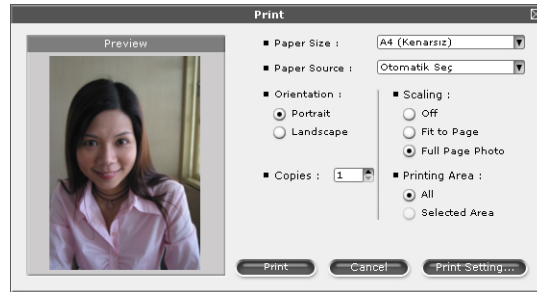 Print
Preview
Paper Size :
A4 (Kenarsız)
Paper Source :
Otomatik Seç
Orientation :
Portrait
Landscape
Scaling :
Off
Fit to Page
Full Page Photo
Copies :
1
Printing Area :
All
Selected Area
Print
Cancel
Print Setting...